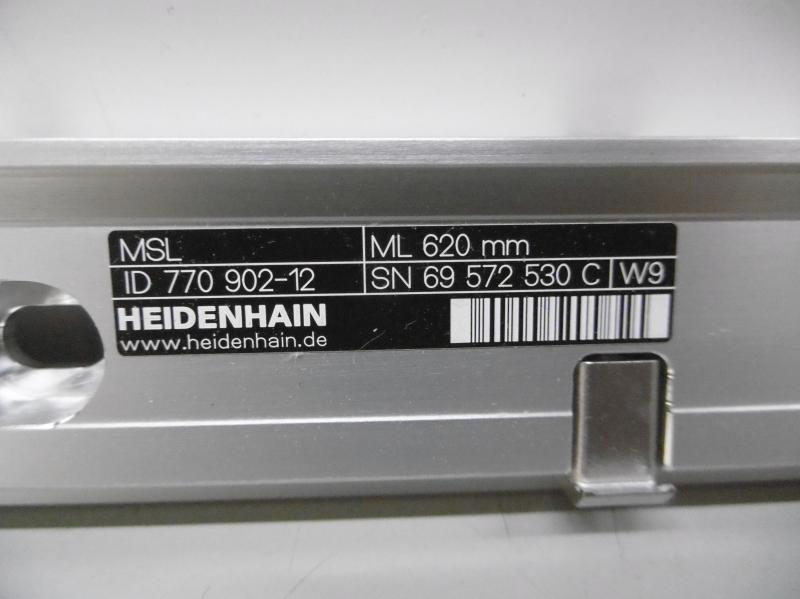 MSL ML 620 mm
ID 770 902-12 SN 69 572 530 C W9
HEIDENHAIN
www.heidenhain.de